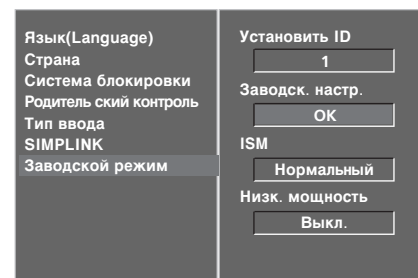 Язык(Language)
Страна
Система блокировки
Родитель ский контроль
Тип ввода
SIMPLINK
Заводской режим
Установить ID
1
Заводск. настр.
ОК
ISM
Нормальный
Низк. мощность
Выкл.